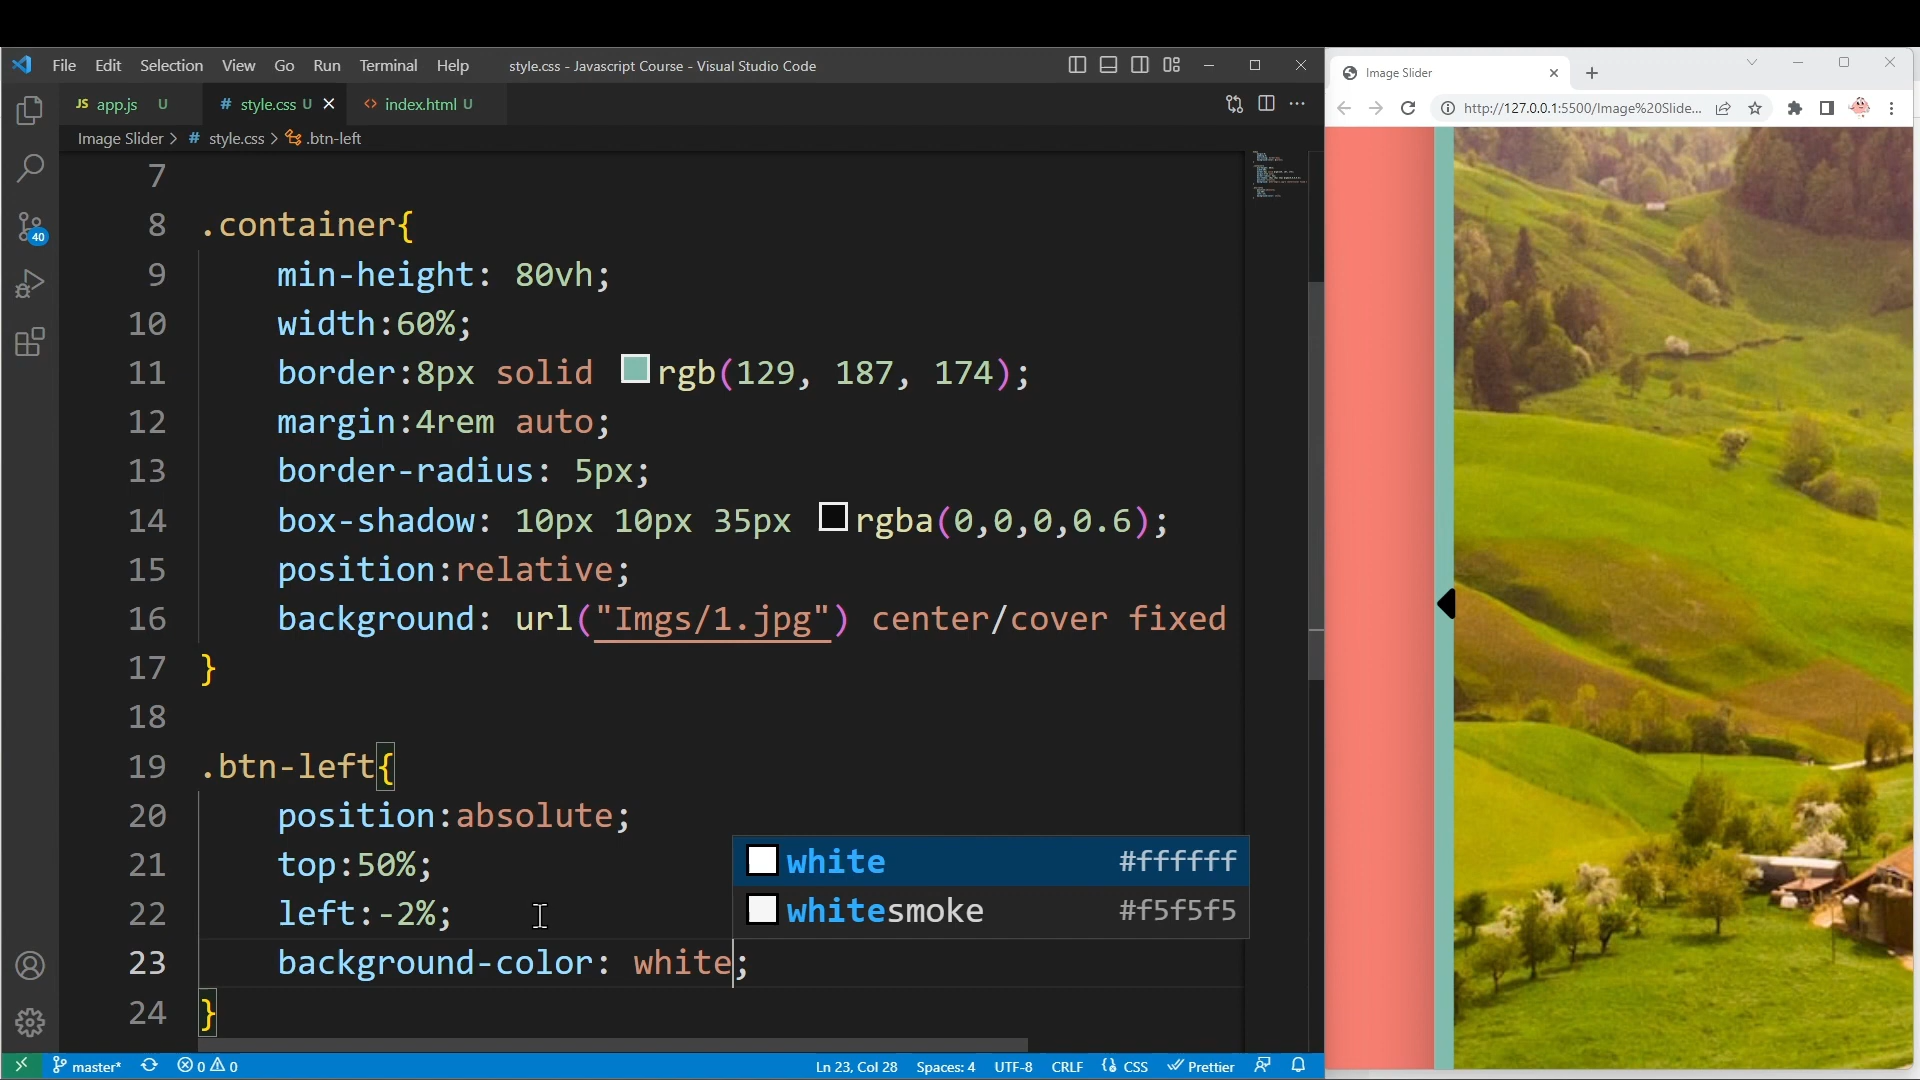 File Edit Selection View Go Run Terminal Help style.css - Javascript Course - Visual Studio Code
JS app.js U # style.css U index.html U
Image Slider > # style.css > .btn-left
7
8 .container{
9 min-height: 80vh;
10 width:60%;
11 border:8px solid rgb(129, 187, 174);
12 margin:4rem auto;
13 border-radius: 5px;
14 box-shadow: 10px 10px 35px rgba(0,0,0,0.6);
15 position:relative;
16 background: url("Imgs/1.jpg") center/cover fixed
17 }
18
19 .btn-left{
20 position:absolute;
21 top:50%;
22 left:-2%;
23 background-color: white;
24 }
white #ffffff
whitesmoke #f5f5f5
40
master* 0 0 Ln 23, Col 28 Spaces: 4 UTF-8 CRLF CSS Prettier
Image Slider
http://127.0.0.1:5500/Image%20Slide...